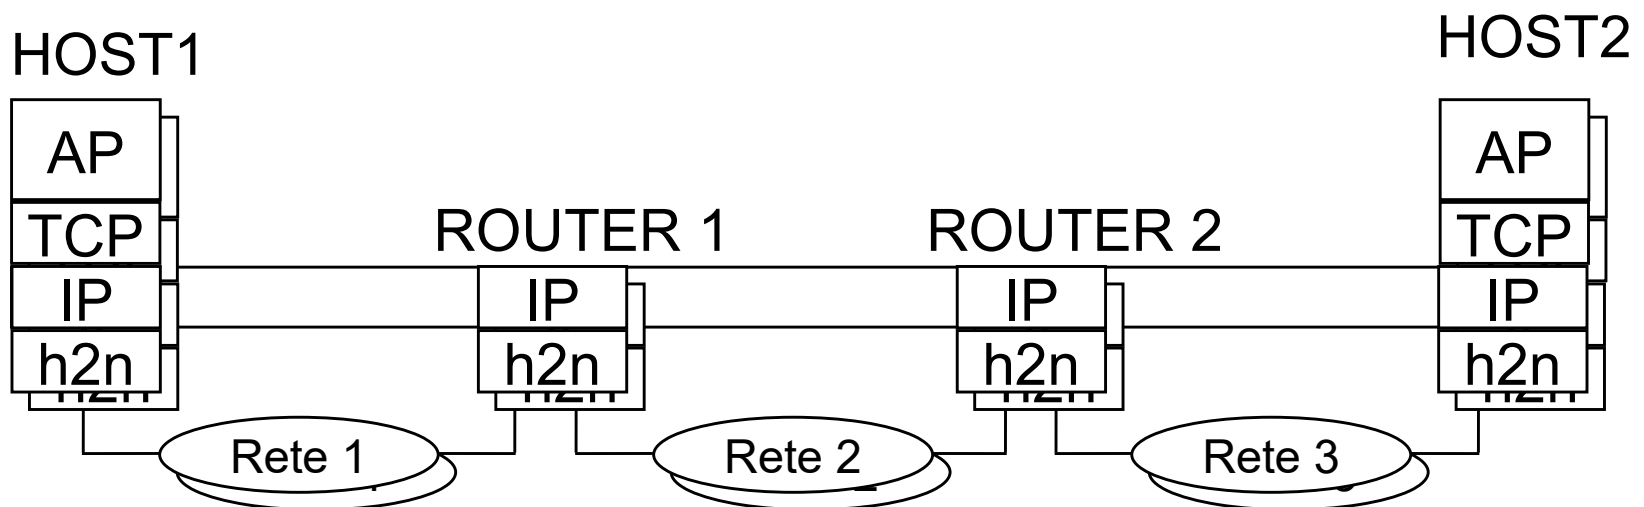 HOST1
HOST2
AP
AP
TCP
ROUTER 1
ROUTER 2
TCP
IP
IP
IP
IP
h2n
h2n
h2n
h2n
Rete 1
Rete 2
Rete 3